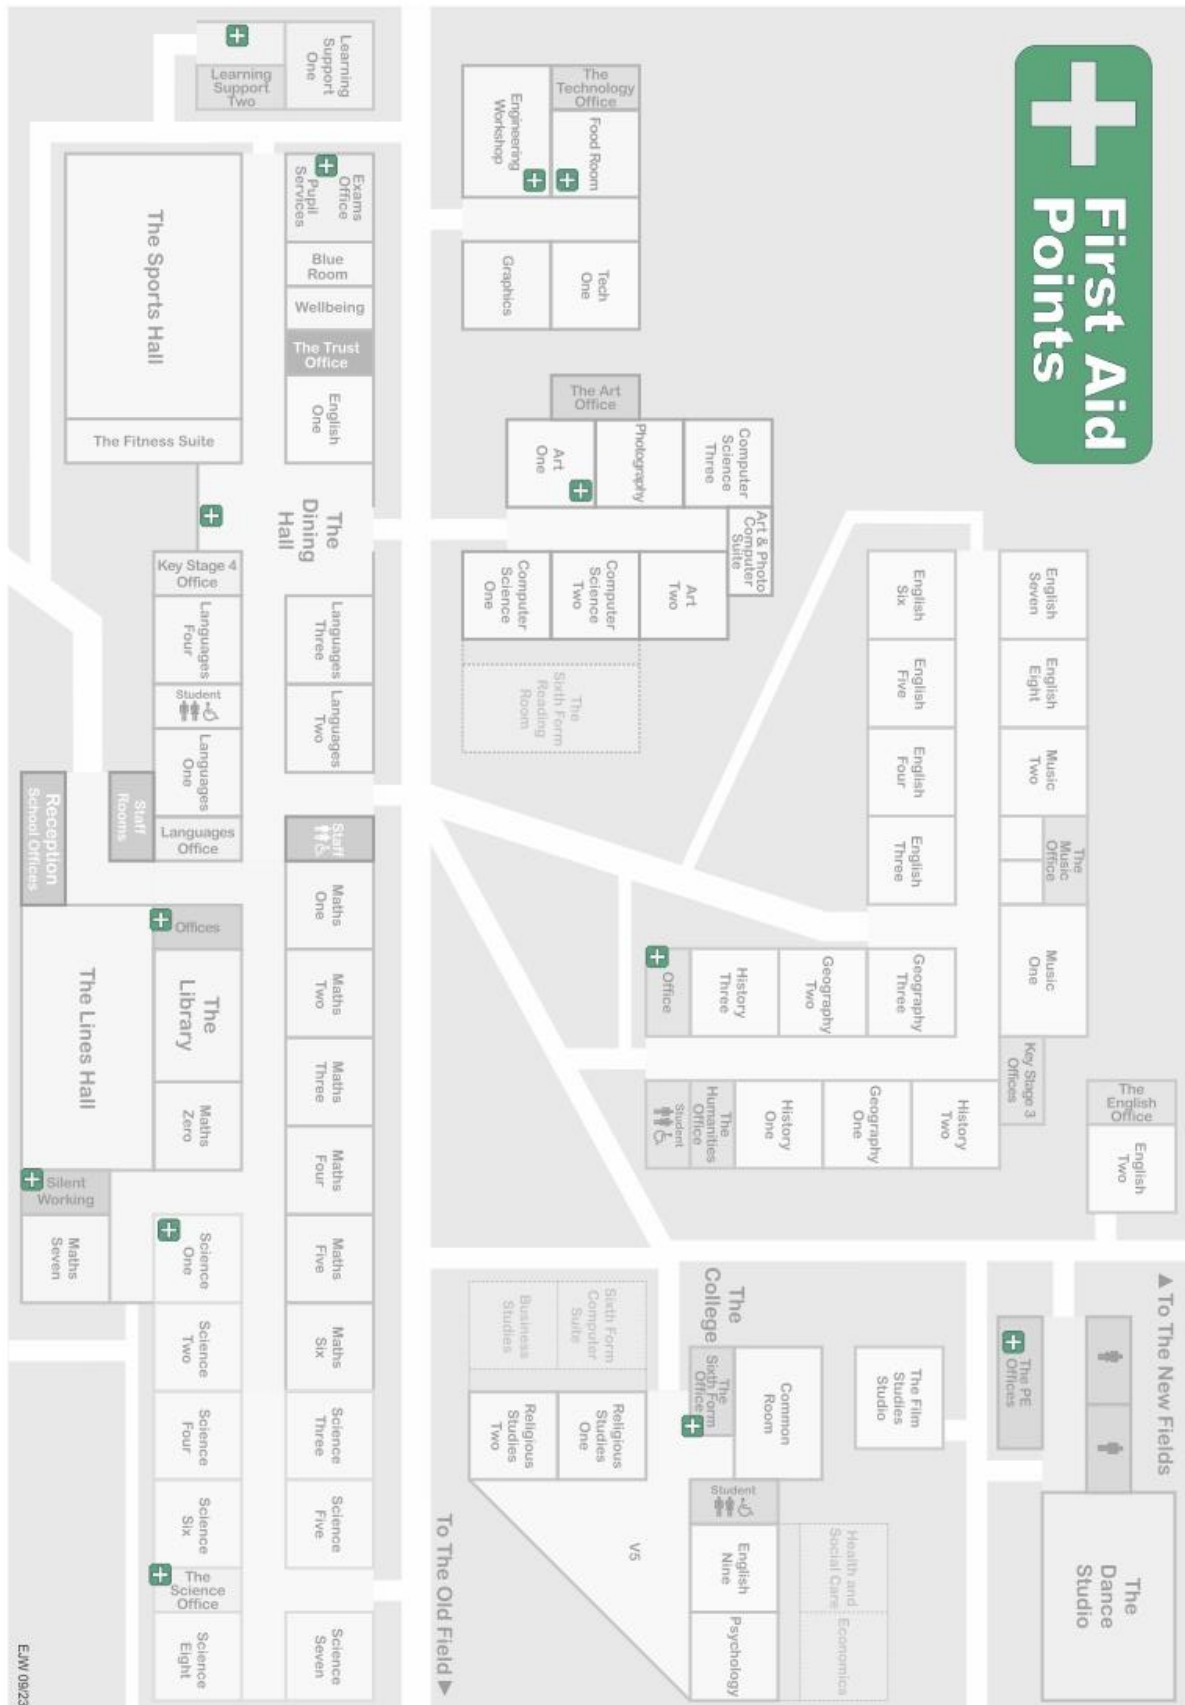 First Aid
Points
Learning
Support
One
Learning
Support
Two
Exams
Office
Pupil
Services
Blue
Room
Wellbeing
The Trust
Office
English
One
The Sports Hall
The Fitness Suite
The
Dining
Hall
Key Stage 4
Office
Languages
Four
Languages
Three
Student
Languages
Two
Languages
One
Languages
Office
Staff
Rooms
Reception
School Offices
Staff
Maths
One
Offices
The
Library
The Lines Hall
Maths
Two
Maths
Three
Maths
Zero
Maths
Four
Silent
Working
Maths
Seven
Maths
Five
Science
One
Maths
Six
Science
Two
Science
Three
Science
Four
Science
Five
Science
Six
The
Science
Office
Science
Seven
Science
Eight
The
Technology
Office
Engineering
Workshop
Food Room
Graphics
Tech
One
The Art
Office
Art
One
Photography
Computer
Science
Three
Art & Photo
Computer
Suite
Computer
Science
One
Computer
Science
Two
Art
Two
The
Sixth Form
Reading
Room
English
Six
English
Seven
English
Five
English
Eight
English
Four
Music
Two
English
Three
The
Music
Office
Music
One
Office
History
Three
Geography
Two
Geography
Three
Key Stage 3
Offices
Student
The
Humanities
Office
History
One
Geography
One
History
Two
The
English
Office
English
Two
▲ To The New Fields
The PE
Offices
The
Dance
Studio
The
College
The
Sixth Form
Office
Common
Room
The Film
Studies
Studio
Sixth Form
Computer
Suite
Business
Studies
Religious
Studies
One
Religious
Studies
Two
Student
V5
English
Nine
Psychology
Health and
Social Care
Economics
To The Old Field ▶
EJW 09/23